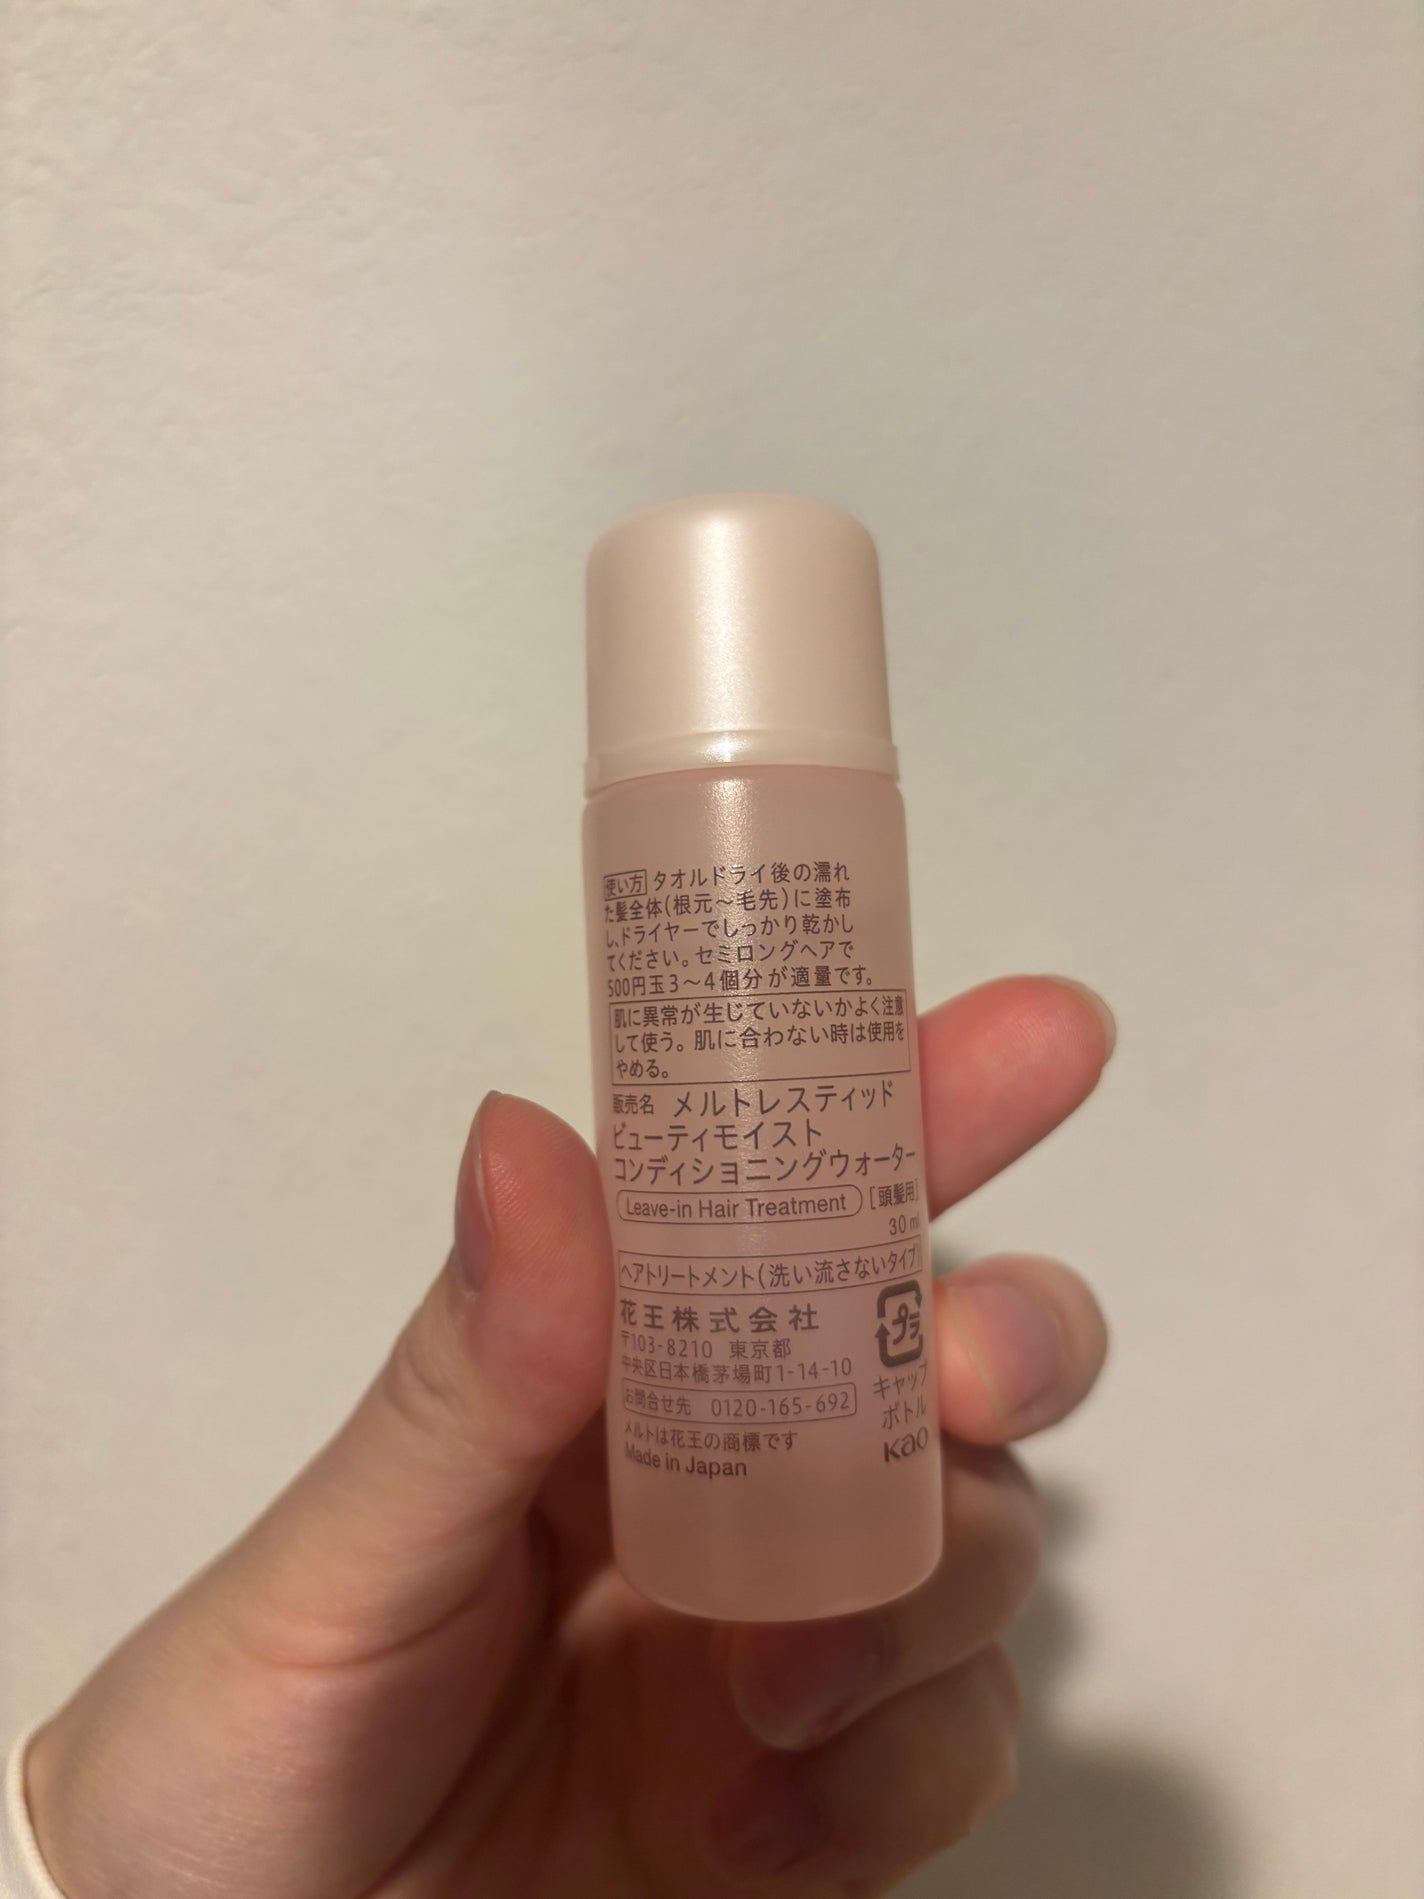 使い方 タオルドライ後の濡れ
た髪全体(根元～毛先)に塗布
し、ドライヤーでしっかり乾かし
てください。セミロングヘアで
500円玉3～4個分が適量です。
肌に異常が生じていないかよく注意
して使う。肌に合わない時は使用を
やめる。
販売名 メルトレスティッド
ビューティモイスト
コンディショニングウォーター
Leave-in Hair Treatment [頭髪用]
30 ml
ヘアトリートメント(洗い流さないタイプ)
花王株式会社
〒103-8210 東京都
中央区日本橋茅場町1-14-10
お問合せ先 0120-165-692
メルトは花王の商標です
Made in Japan
プラ
キャップ
ボトル
Kao